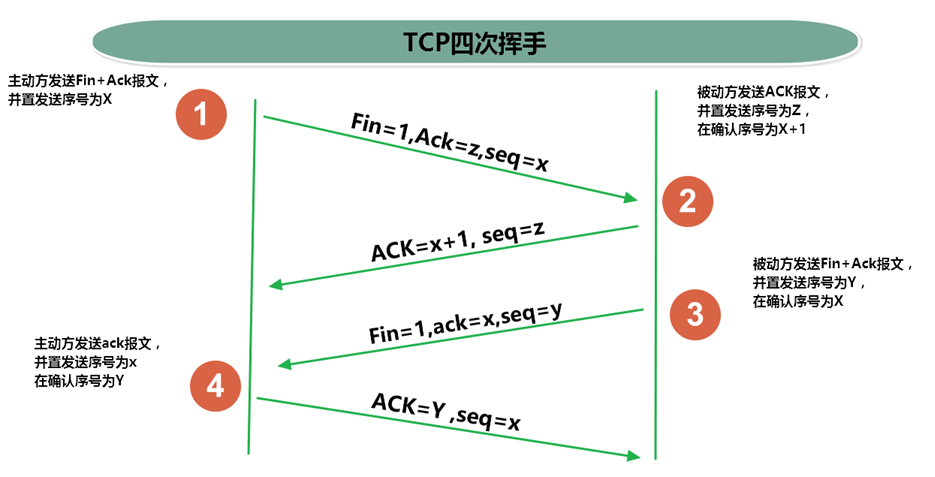 TCP四次挥手
主动方发送Fin+Ack报文，
并置发送序号为X
1
Fin=1,Ack=z,seq=x
被动方发送ACK报文，
并置发送序号为Z，
在确认序号为X+1
2
ACK=x+1, seq=z
被动方发送Fin+Ack报文，
并置发送序号为Y，
在确认序号为X
3
Fin=1,ack=x,seq=y
主动方发送ack报文，
并置发送序号为x
在确认序号为Y
4
ACK=Y ,seq=x